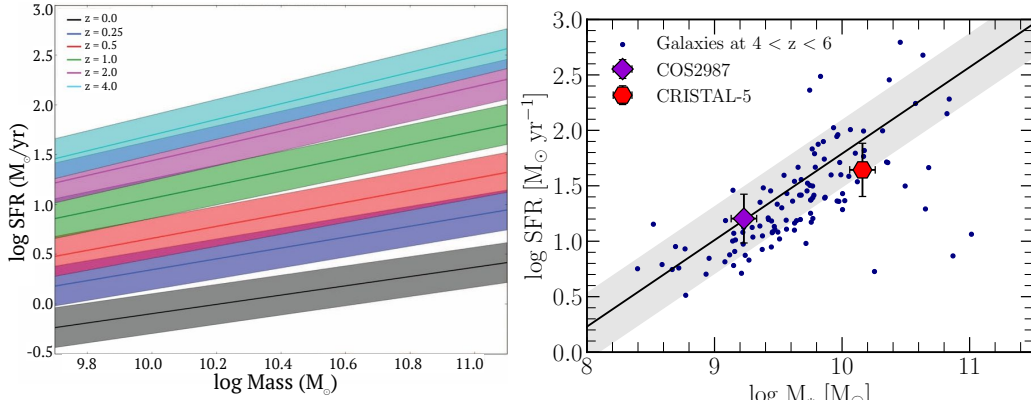 3.0
2.5
2.0
1.5
1.0
0.5
0.0
-0.5
log SFR (M☉/yr)
z = 0.0
z = 0.25
z = 0.5
z = 1.0
z = 2.0
z = 4.0
9.8
10.0
10.2
10.4
10.6
10.8
11.0
log Mass (M☉)
3.0
2.5
2.0
1.5
1.0
0.5
0.0
log SFR [M☉ yr⁻¹]
Galaxies at 4 < z < 6
COS2987
CRISTAL-5
8
9
10
11
log M⋆ [M☉]